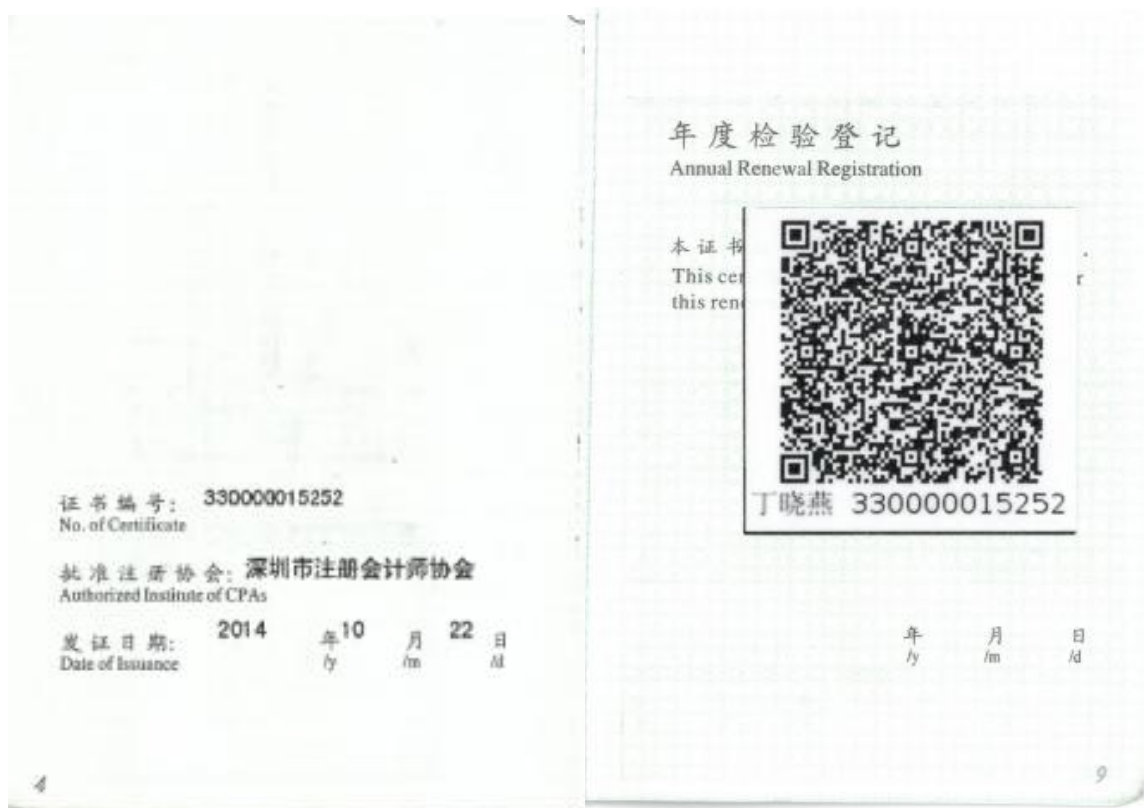 证书编号: 330000015252
No. of Certificate
批准注册协会: 深圳市注册会计师协会
Authorized Institute of CPAs
发证日期: 2014 年 10 月 22 日
Date of Issuance /y /m /d
4
年度检验登记
Annual Renewal Registration
本证书
This cer r
this ren
丁晓燕 330000015252
年 月 日
/y /m /d
9